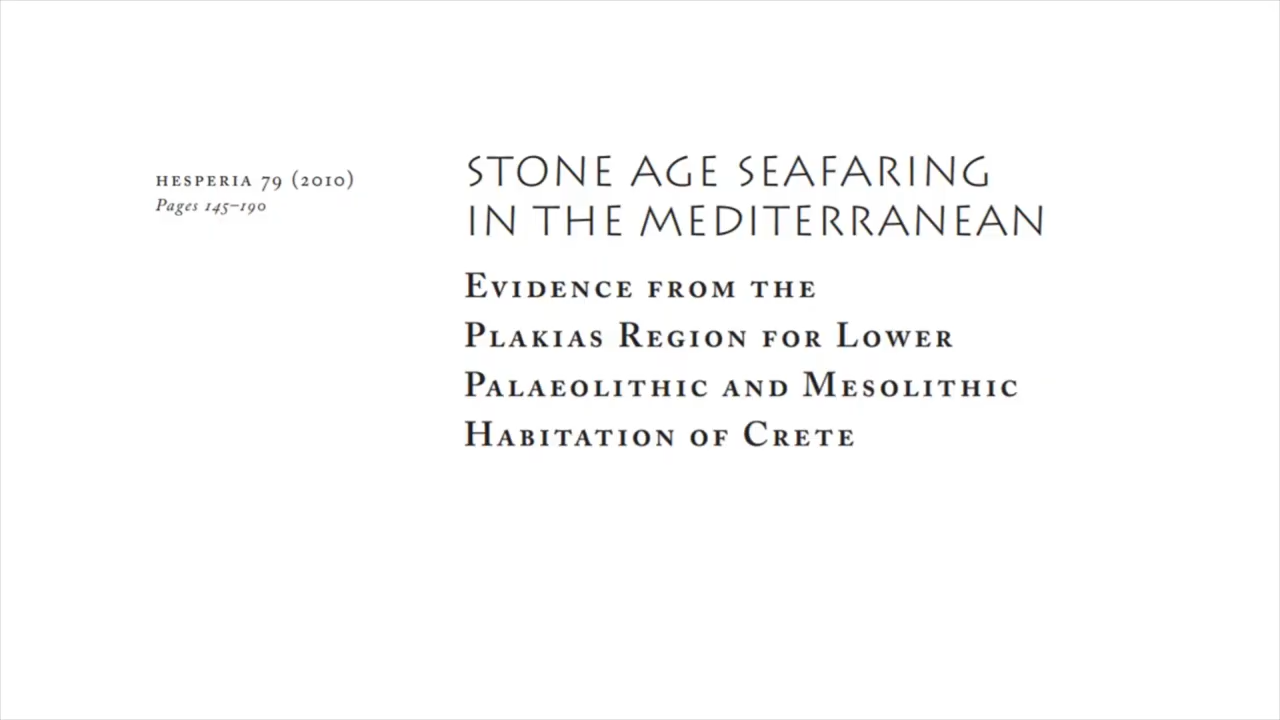 HESPERIA 79 (2010)
Pages 145–190
STONE AGE SEAFARING
IN THE MEDITERRANEAN
Evidence from the
Plakias Region for Lower
Palaeolithic and Mesolithic
Habitation of Crete